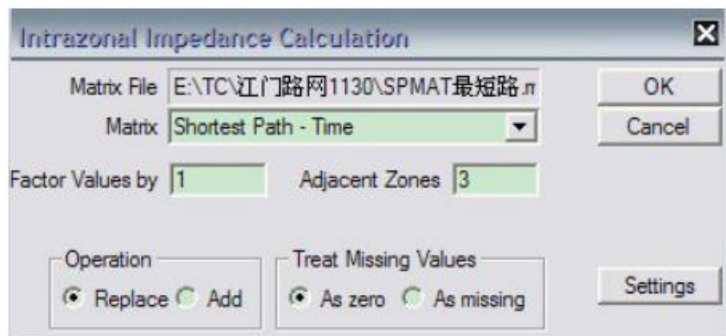 Intrazonal Impedance Calculation
Matrix File E:\TC\江门路网1130\SPMAT最短路.m OK
Matrix Shortest Path - Time Cancel
Factor Values by 1 Adjacent Zones 3
Operation Treat Missing Values
Replace Add As zero As missing Settings